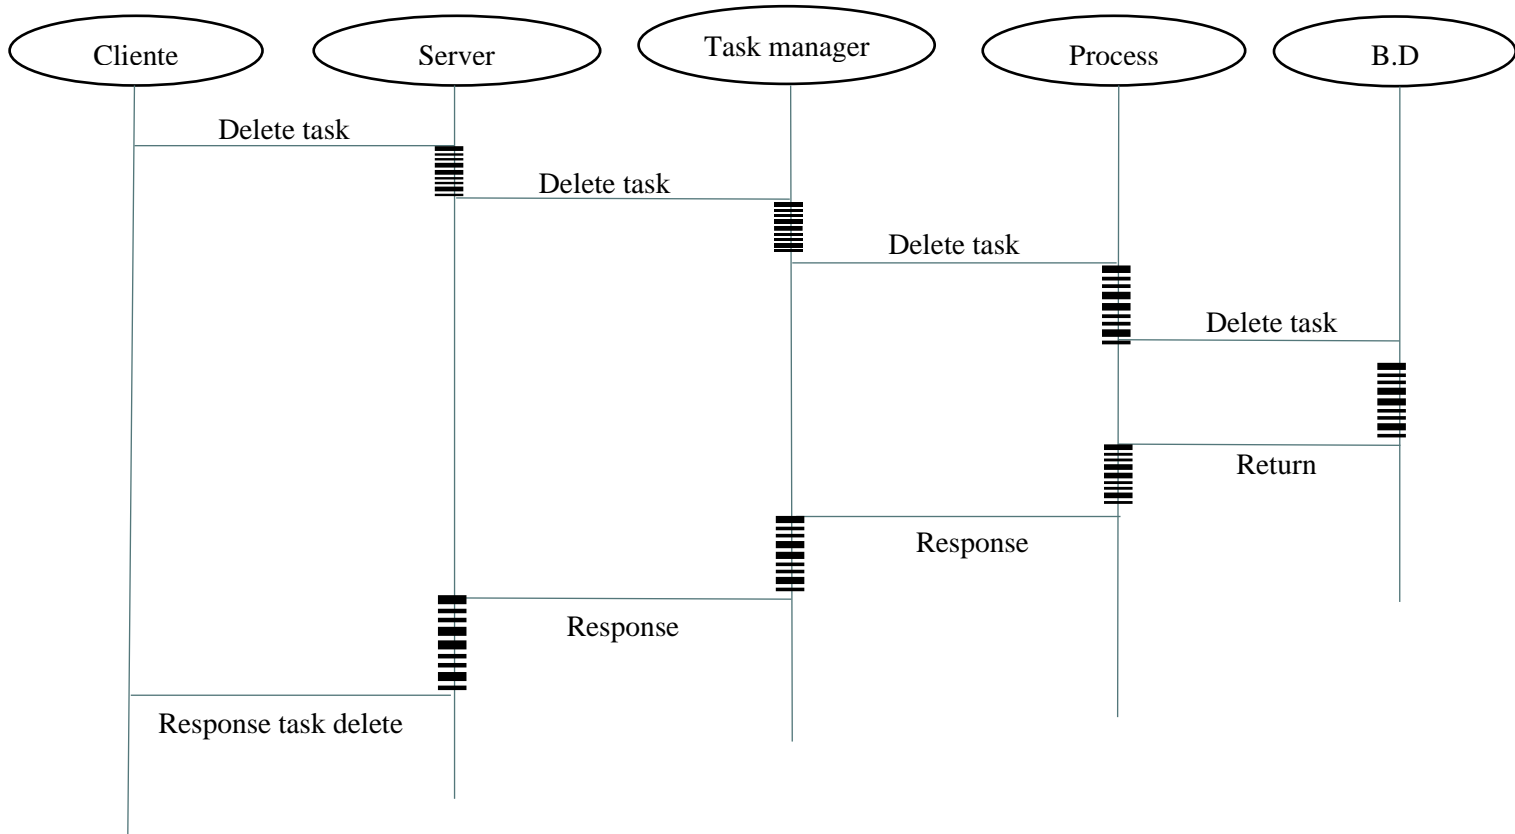 Cliente
Server
Task manager
Process
B.D
Delete task
Delete task
Delete task
Delete task
Return
Response
Response
Response task delete